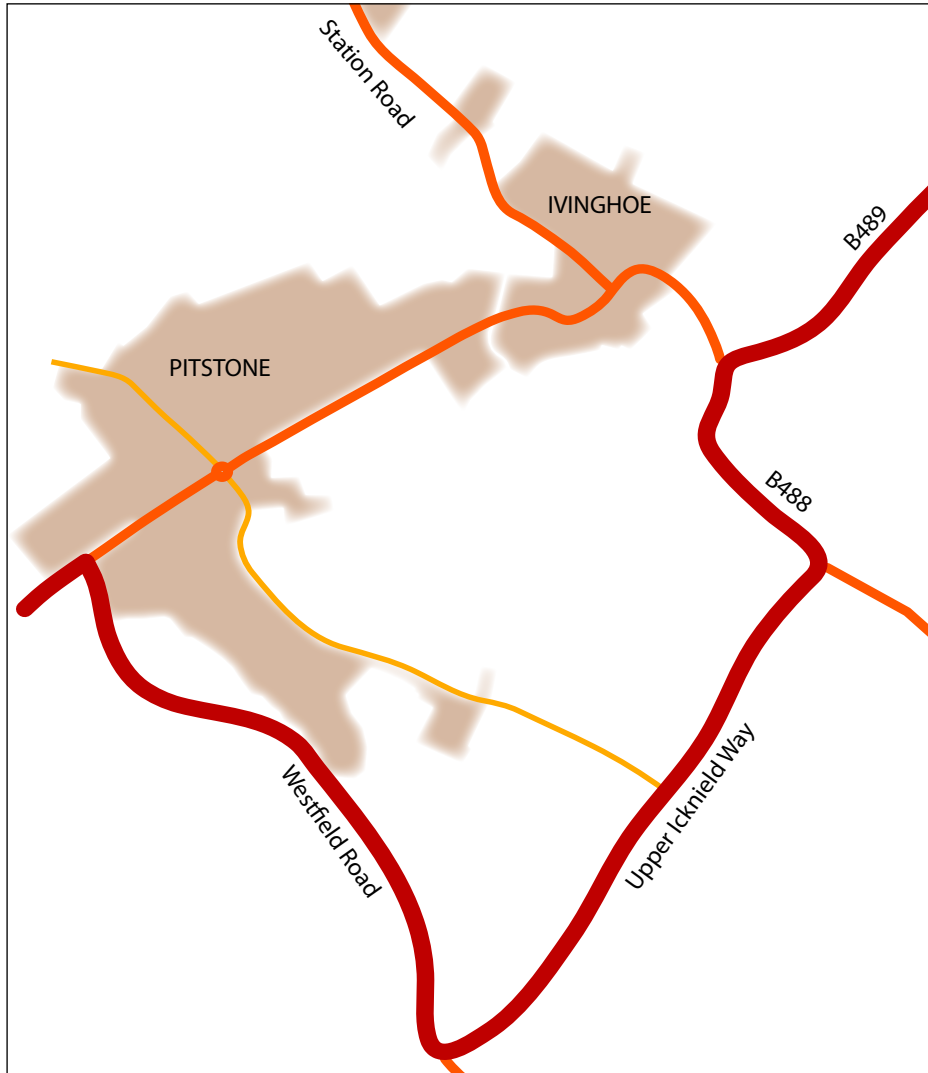 Station Road
IVINGHOE
B489
PITSTONE
B488
Westfield Road
Upper Icknield Way